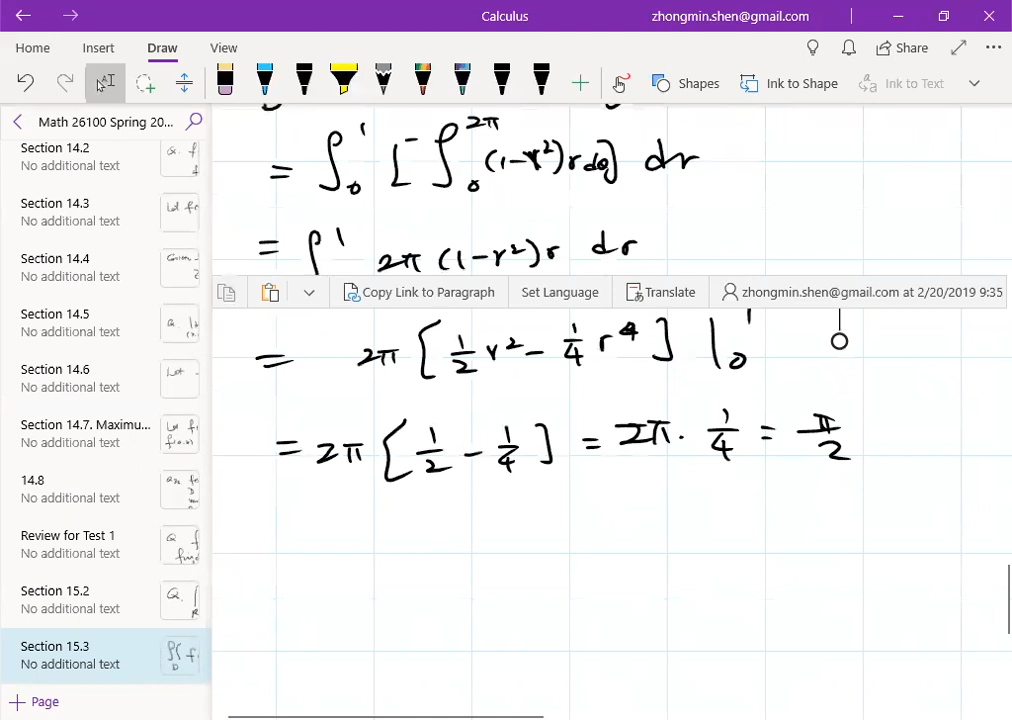 Calculus
zhongmin.shen@gmail.com
Home Insert Draw View
Share
Shapes
Ink to Shape
Ink to Text
Math 26100 Spring 20...
Section 14.2
No additional text
Section 14.3
No additional text
Section 14.4
No additional text
Section 14.5
No additional text
Section 14.6
No additional text
Section 14.7. Maximu...
No additional text
14.8
No additional text
Review for Test 1
No additional text
Section 15.2
No additional text
Section 15.3
No additional text
Page
= ∫₀¹ [ ∫₀^{2π} (1-r²)r dθ ] dr
= ∫ ¹ 2π (1-r²)r dr
Copy Link to Paragraph Set Language Translate zhongmin.shen@gmail.com at 2/20/2019 9:35
= 2π [ 1/2 r² - 1/4 r⁴ ] |₀¹
= 2π [ 1/2 - 1/4 ] = 2π · 1/4 = π/2